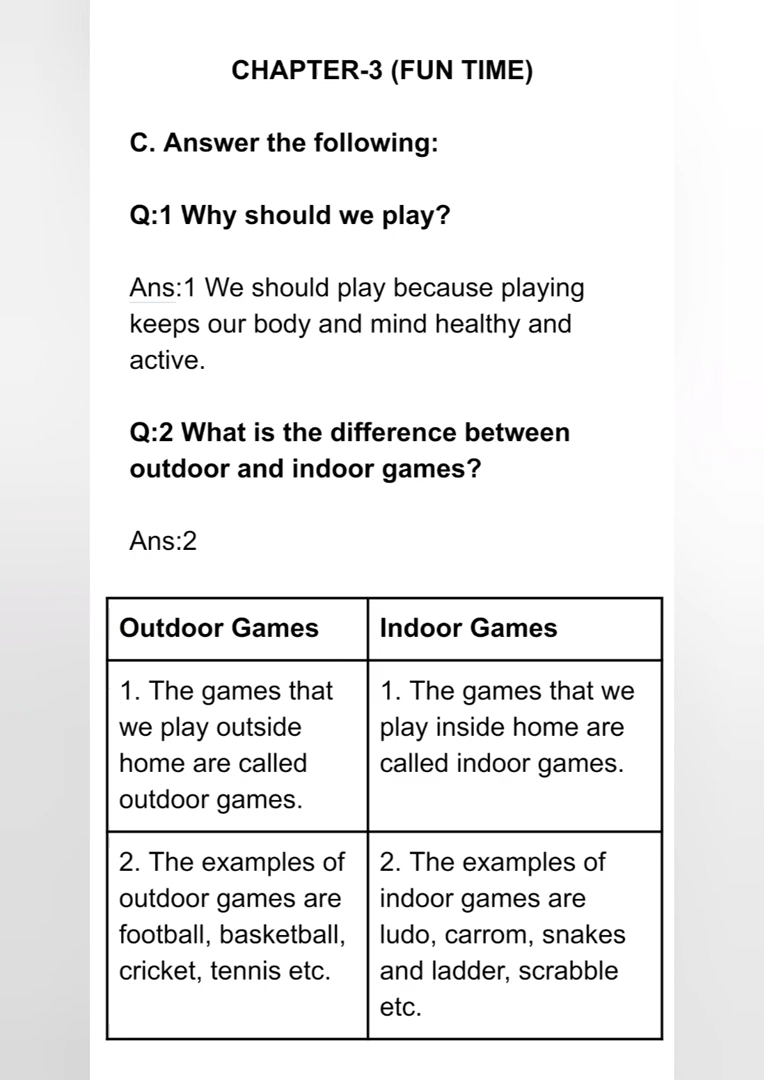 CHAPTER-3 (FUN TIME)
C. Answer the following:
Q:1 Why should we play?
Ans:1 We should play because playing
keeps our body and mind healthy and
active.
Q:2 What is the difference between
outdoor and indoor games?
Ans:2
Outdoor Games
Indoor Games
1. The games that
we play outside
home are called
outdoor games.
1. The games that we
play inside home are
called indoor games.
2. The examples of
outdoor games are
football, basketball,
cricket, tennis etc.
2. The examples of
indoor games are
ludo, carrom, snakes
and ladder, scrabble
etc.